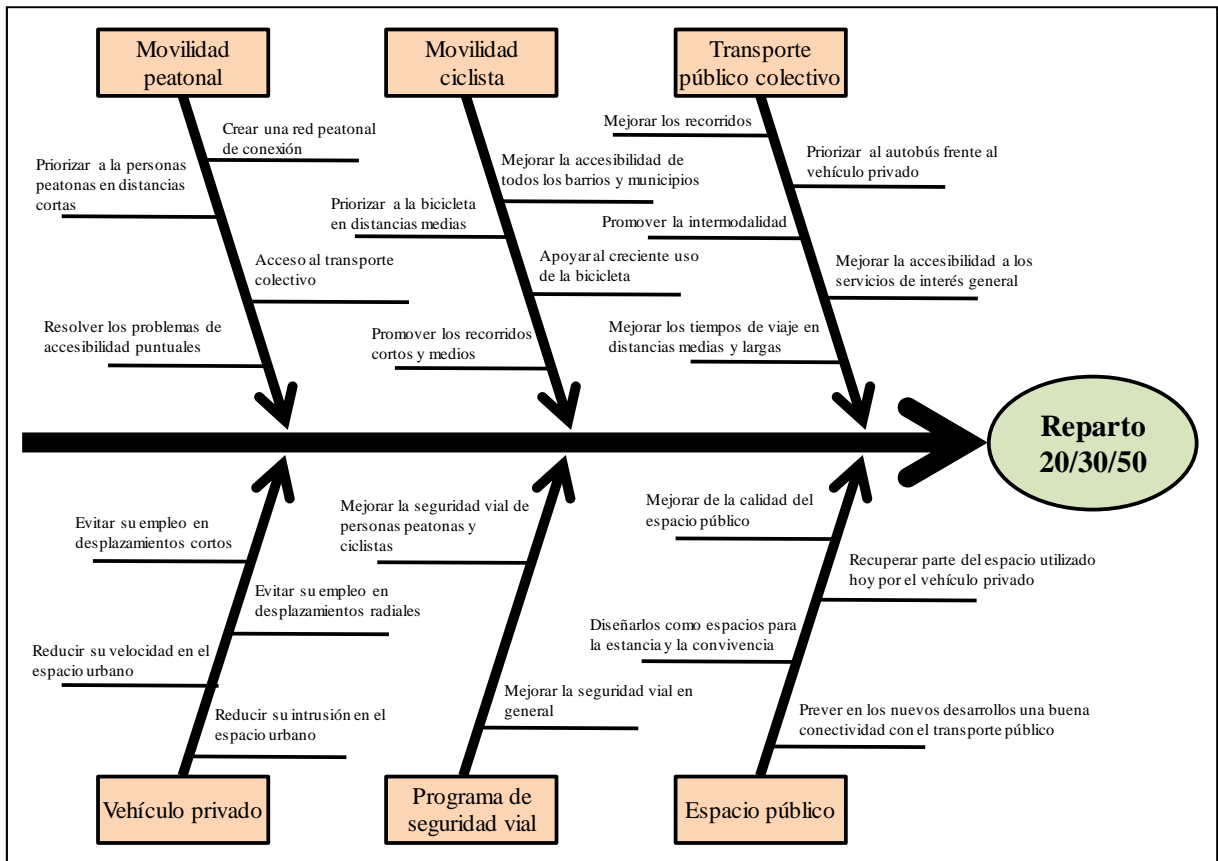 Movilidad
peatonal
Movilidad
ciclista
Transporte
público colectivo
Crear una red peatonal
de conexión
Priorizar a la personas
peatonas en distancias
cortas
Acceso al transporte
colectivo
Resolver los problemas de
accesibilidad puntuales
Mejorar la accesibilidad de
todos los barrios y municipios
Priorizar a la bicicleta
en distancias medias
Apoyar al creciente uso
de la bicicleta
Promover los recorridos
cortos y medios
Mejorar los recorridos
Priorizar al autobús frente al
vehículo privado
Promover la intermodalidad
Mejorar la accesibilidad a los
servicios de interés general
Mejorar los tiempos de viaje en
distancias medias y largas
Reparto
20/30/50
Evitar su empleo en
desplazamientos cortos
Evitar su empleo en
desplazamientos radiales
Reducir su velocidad en el
espacio urbano
Reducir su intrusión en el
espacio urbano
Mejorar la seguridad vial de
personas peatonas y
ciclistas
Mejorar la seguridad vial en
general
Mejorar de la calidad del
espacio público
Recuperar parte del espacio utilizado
hoy por el vehículo privado
Diseñarlos como espacios para
la estancia y la convivencia
Prever en los nuevos desarrollos una buena
conectividad con el transporte público
Vehículo privado
Programa de
seguridad vial
Espacio público